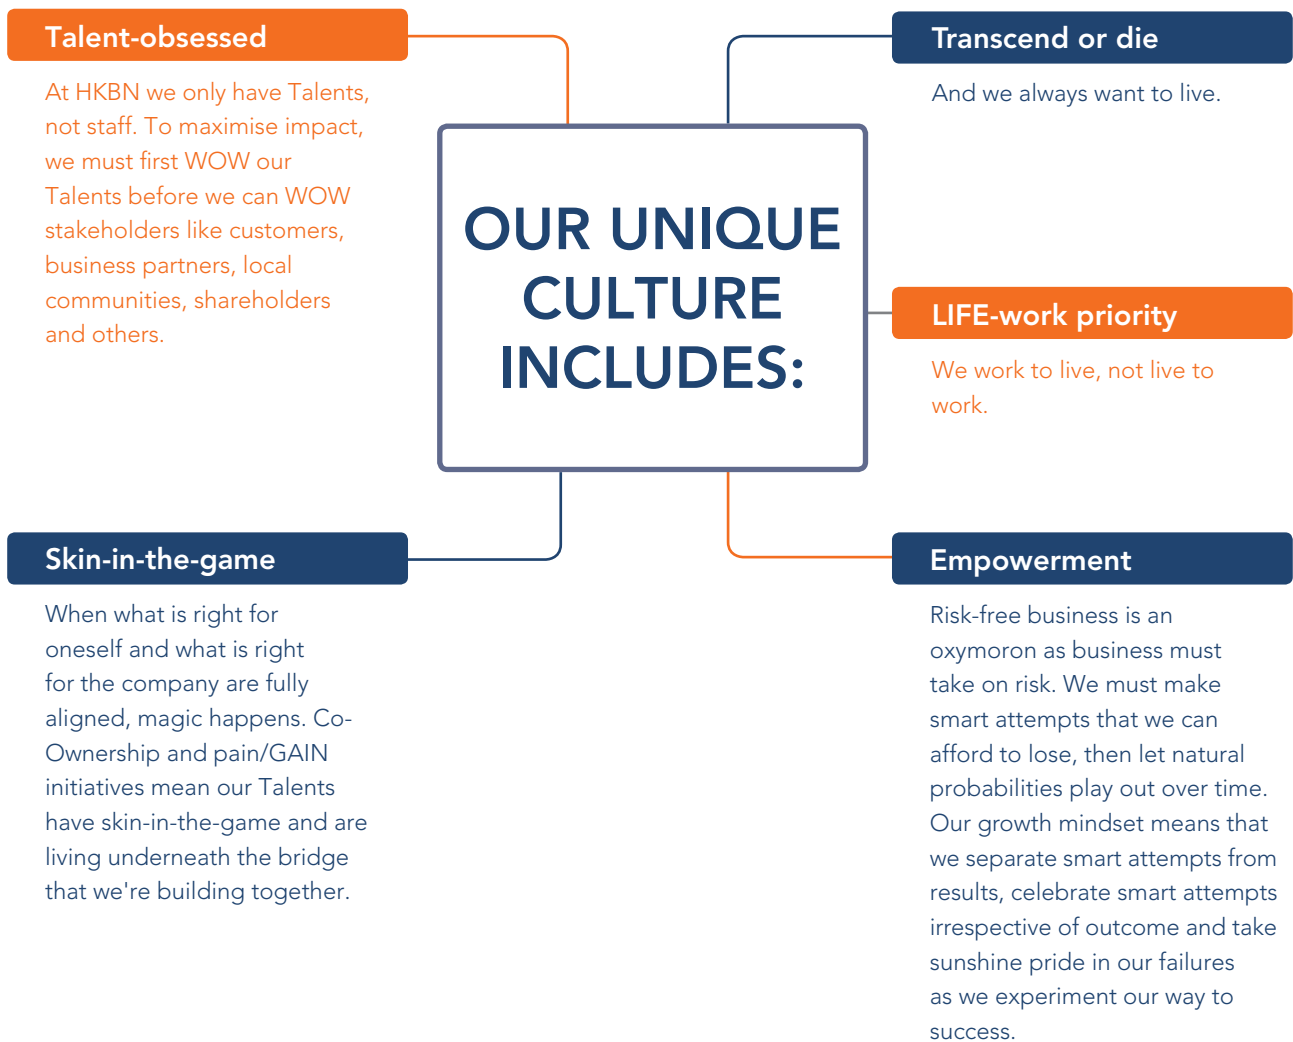 Talent-obsessed
At HKBN we only have Talents,
not staff. To maximise impact,
we must first WOW our
Talents before we can WOW
stakeholders like customers,
business partners, local
communities, shareholders
and others.
Transcend or die
And we always want to live.
OUR UNIQUE
CULTURE
INCLUDES:
LIFE-work priority
We work to live, not live to
work.
Skin-in-the-game
When what is right for
oneself and what is right
for the company are fully
aligned, magic happens. Co-
Ownership and pain/GAIN
initiatives mean our Talents
have skin-in-the-game and are
living underneath the bridge
that we're building together.
Empowerment
Risk-free business is an
oxymoron as business must
take on risk. We must make
smart attempts that we can
afford to lose, then let natural
probabilities play out over time.
Our growth mindset means that
we separate smart attempts from
results, celebrate smart attempts
irrespective of outcome and take
sunshine pride in our failures
as we experiment our way to
success.